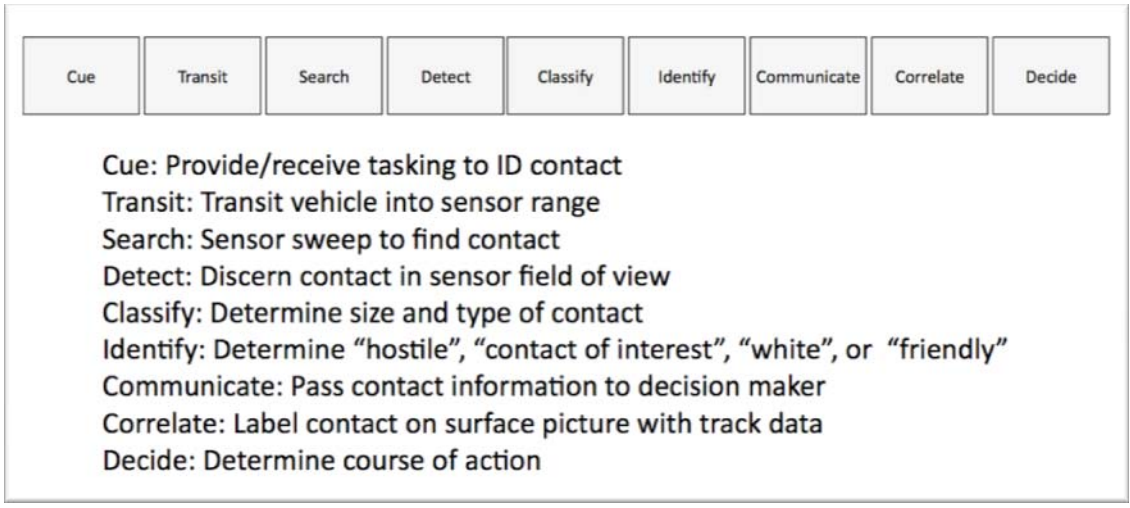 Cue Transit Search Detect Classify Identify Communicate Correlate Decide
Cue: Provide/receive tasking to ID contact
Transit: Transit vehicle into sensor range
Search: Sensor sweep to find contact
Detect: Discern contact in sensor field of view
Classify: Determine size and type of contact
Identify: Determine “hostile”, “contact of interest”, “white”, or “friendly”
Communicate: Pass contact information to decision maker
Correlate: Label contact on surface picture with track data
Decide: Determine course of action